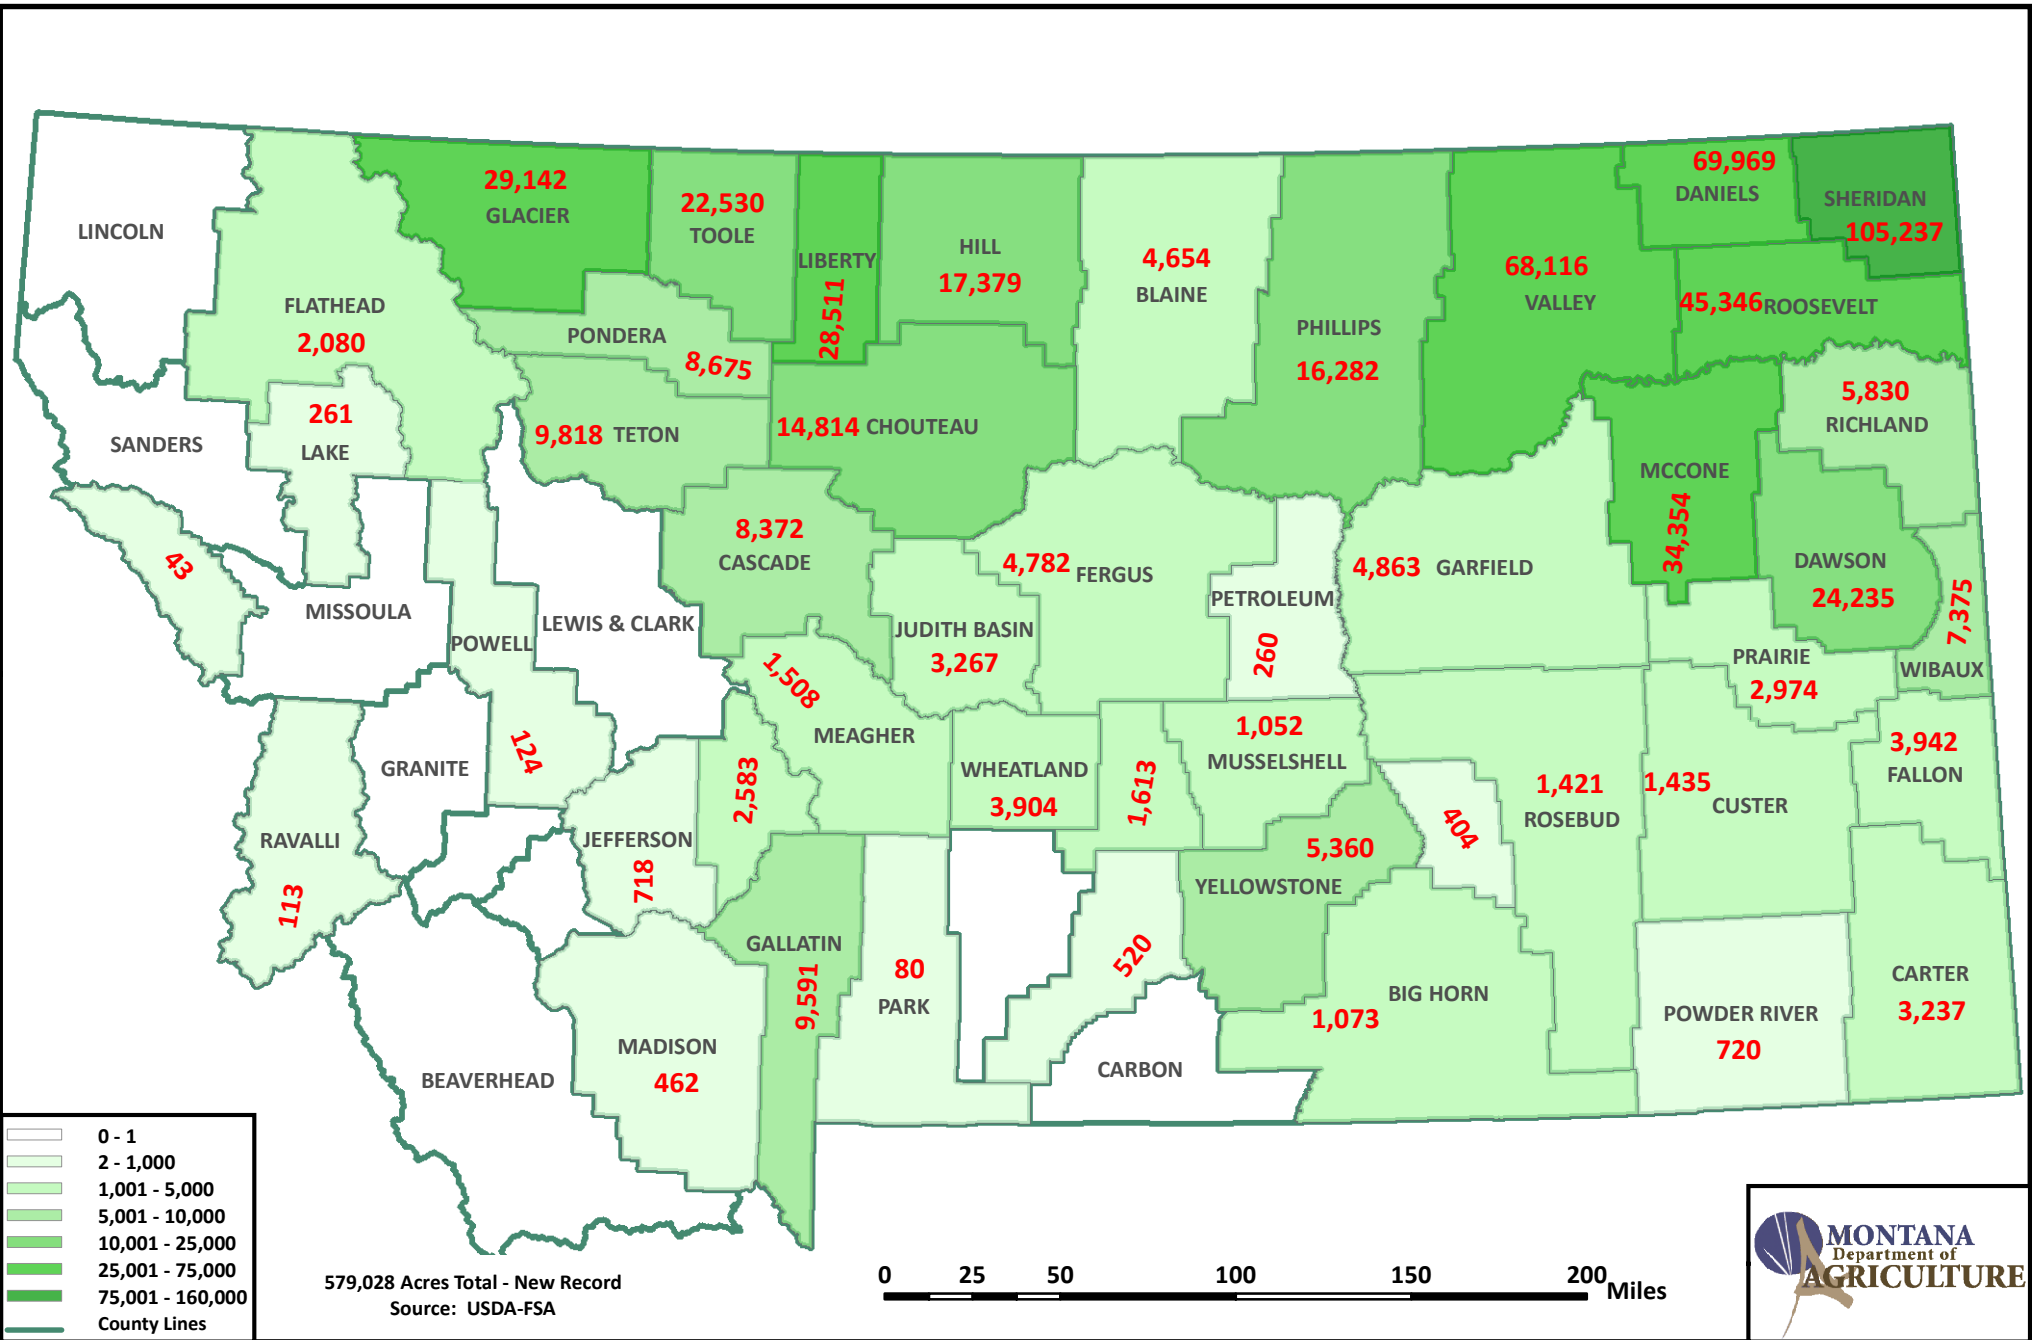 LINCOLN
FLATHEAD
2,080
29,142
GLACIER
22,530
TOOLE
LIBERTY
28,511
HILL
17,379
4,654
BLAINE
PHILLIPS
16,282
68,116
VALLEY
69,969
DANIELS
SHERIDAN
105,237
45,346 ROOSEVELT
PONDERA
8,675
9,818 TETON
14,814 CHOUTEAU
5,830
RICHLAND
SANDERS
261
LAKE
MCCONE
34,354
43
MISSOULA
POWELL
124
LEWIS & CLARK
8,372
CASCADE
JUDITH BASIN
3,267
4,782 FERGUS
PETROLEUM
260
4,863 GARFIELD
DAWSON
24,235
7,375
WIBAUX
PRAIRIE
2,974
1,508
MEAGHER
GRANITE
RAVALLI
113
JEFFERSON
718
2,583
WHEATLAND
3,904
1,613
1,052
MUSSELSHELL
404
1,421
ROSEBUD
1,435 CUSTER
3,942
FALLON
5,360
YELLOWSTONE
GALLATIN
9,591
80
PARK
520
BIG HORN
1,073
CARTER
3,237
POWDER RIVER
720
MADISON
462
BEAVERHEAD
CARBON
0 - 1
2 - 1,000
1,001 - 5,000
5,001 - 10,000
10,001 - 25,000
25,001 - 75,000
75,001 - 160,000
County Lines
579,028 Acres Total - New Record
Source: USDA-FSA
0 25 50 100 150 200 Miles
MONTANA
Department of
AGRICULTURE